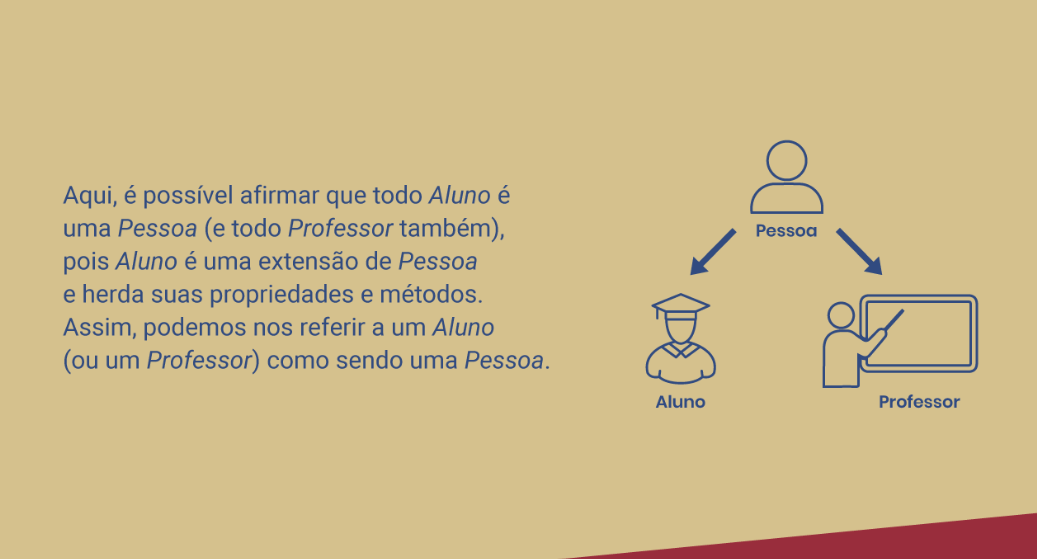 Aqui, é possível afirmar que todo Aluno é
uma Pessoa (e todo Professor também),
pois Aluno é uma extensão de Pessoa
e herda suas propriedades e métodos.
Assim, podemos nos referir a um Aluno
(ou um Professor) como sendo uma Pessoa.
Pessoa
Aluno
Professor